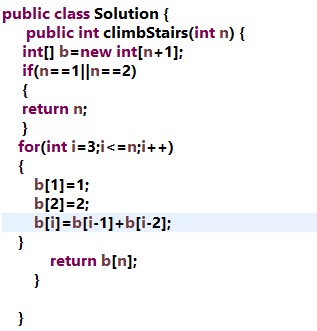 public class Solution {
public int climbStairs(int n) {
int[] b=new int[n+1];
if(n==1||n==2)
{
return n;
}
for(int i=3;i<=n;i++)
{
b[1]=1;
b[2]=2;
b[i]=b[i-1]+b[i-2];
}
return b[n];
}
}